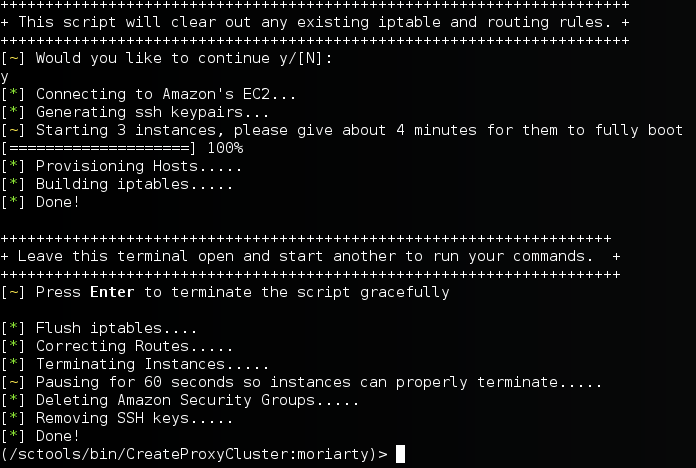 ++++++++++++++++++++++++++++++++++++++++++++++++++++++++++++++++++++++
+ This script will clear out any existing iptable and routing rules. +
++++++++++++++++++++++++++++++++++++++++++++++++++++++++++++++++++++++
[~] Would you like to continue y/[N]:
y
[*] Connecting to Amazon's EC2...
[*] Generating ssh keypairs...
[~] Starting 3 instances, please give about 4 minutes for them to fully boot
[====================] 100%
[*] Provisioning Hosts.....
[*] Building iptables.....
[*] Done!
++++++++++++++++++++++++++++++++++++++++++++++++++++++++++++++++++++
+ Leave this terminal open and start another to run your commands.  +
+++++++++++++++++++++++++++++++++++++++++++++++++++++++++++++++++++++
[~] Press Enter to terminate the script gracefully
[*] Flush iptables....
[*] Correcting Routes.....
[*] Terminating Instances.....
[~] Pausing for 60 seconds so instances can properly terminate.....
[*] Deleting Amazon Security Groups.....
[*] Removing SSH keys.....
[*] Done!
(/sctools/bin/CreateProxyCluster:moriarty)>